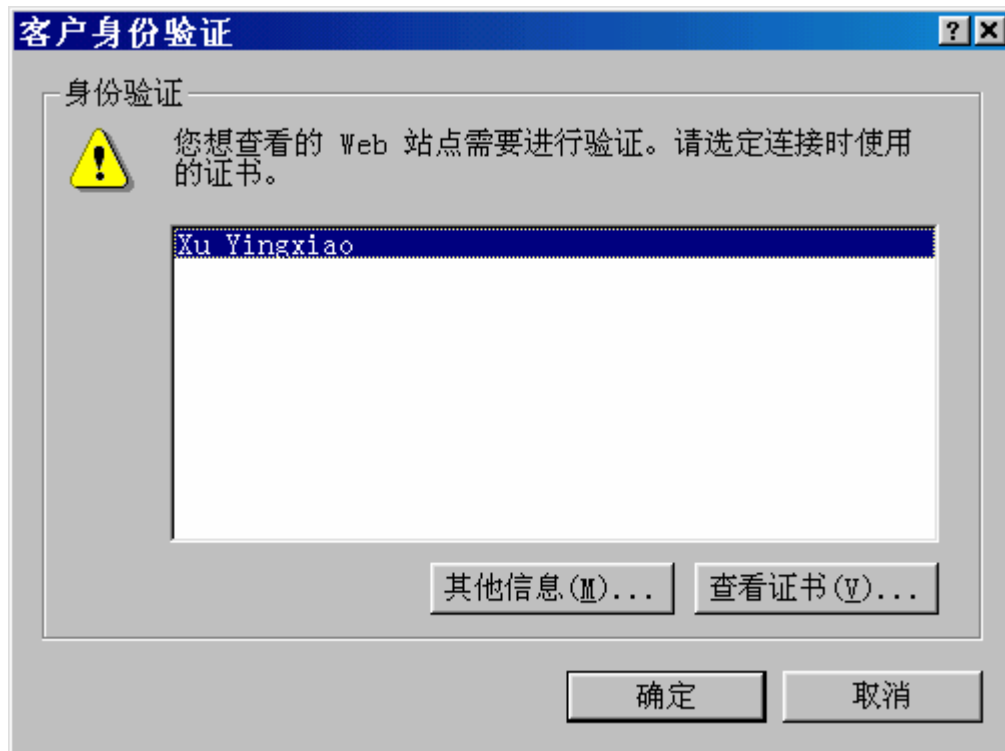 客户身份验证
身份验证
您想查看的 Web 站点需要进行验证。请选定连接时使用
的证书。
Xu Yingxiao
其他信息(M)...
查看证书(V)...
确定
取消